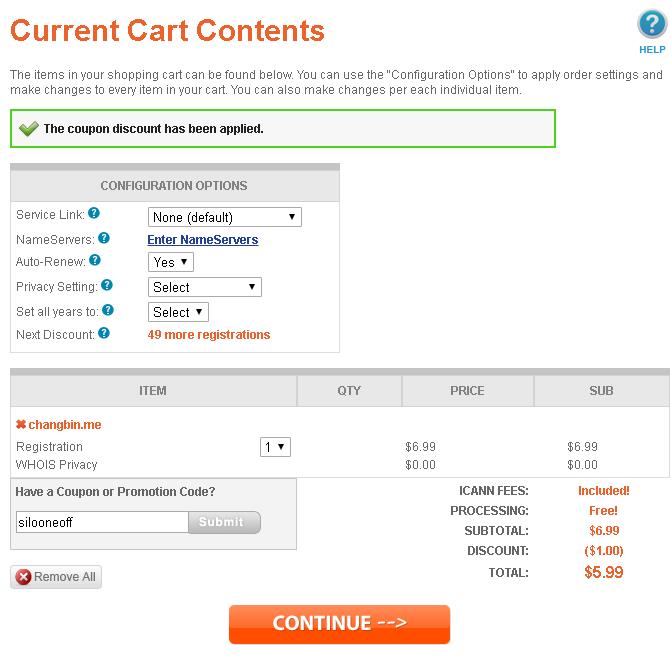 Current Cart Contents
?
HELP
The items in your shopping cart can be found below. You can use the "Configuration Options" to apply order settings and
make changes to every item in your cart. You can also make changes per each individual item.
The coupon discount has been applied.
CONFIGURATION OPTIONS
Service Link: ? None (default)
NameServers: ? Enter NameServers
Auto-Renew: ? Yes
Privacy Setting: ? Select
Set all years to: ? Select
Next Discount: ? 49 more registrations
ITEM QTY PRICE SUB
changbin.me
Registration 1 $6.99 $6.99
WHOIS Privacy $0.00 $0.00
Have a Coupon or Promotion Code?
silooneoff Submit
Remove All
ICANN FEES: Included!
PROCESSING: Free!
SUBTOTAL: $6.99
DISCOUNT: ($1.00)
TOTAL: $5.99
CONTINUE -->